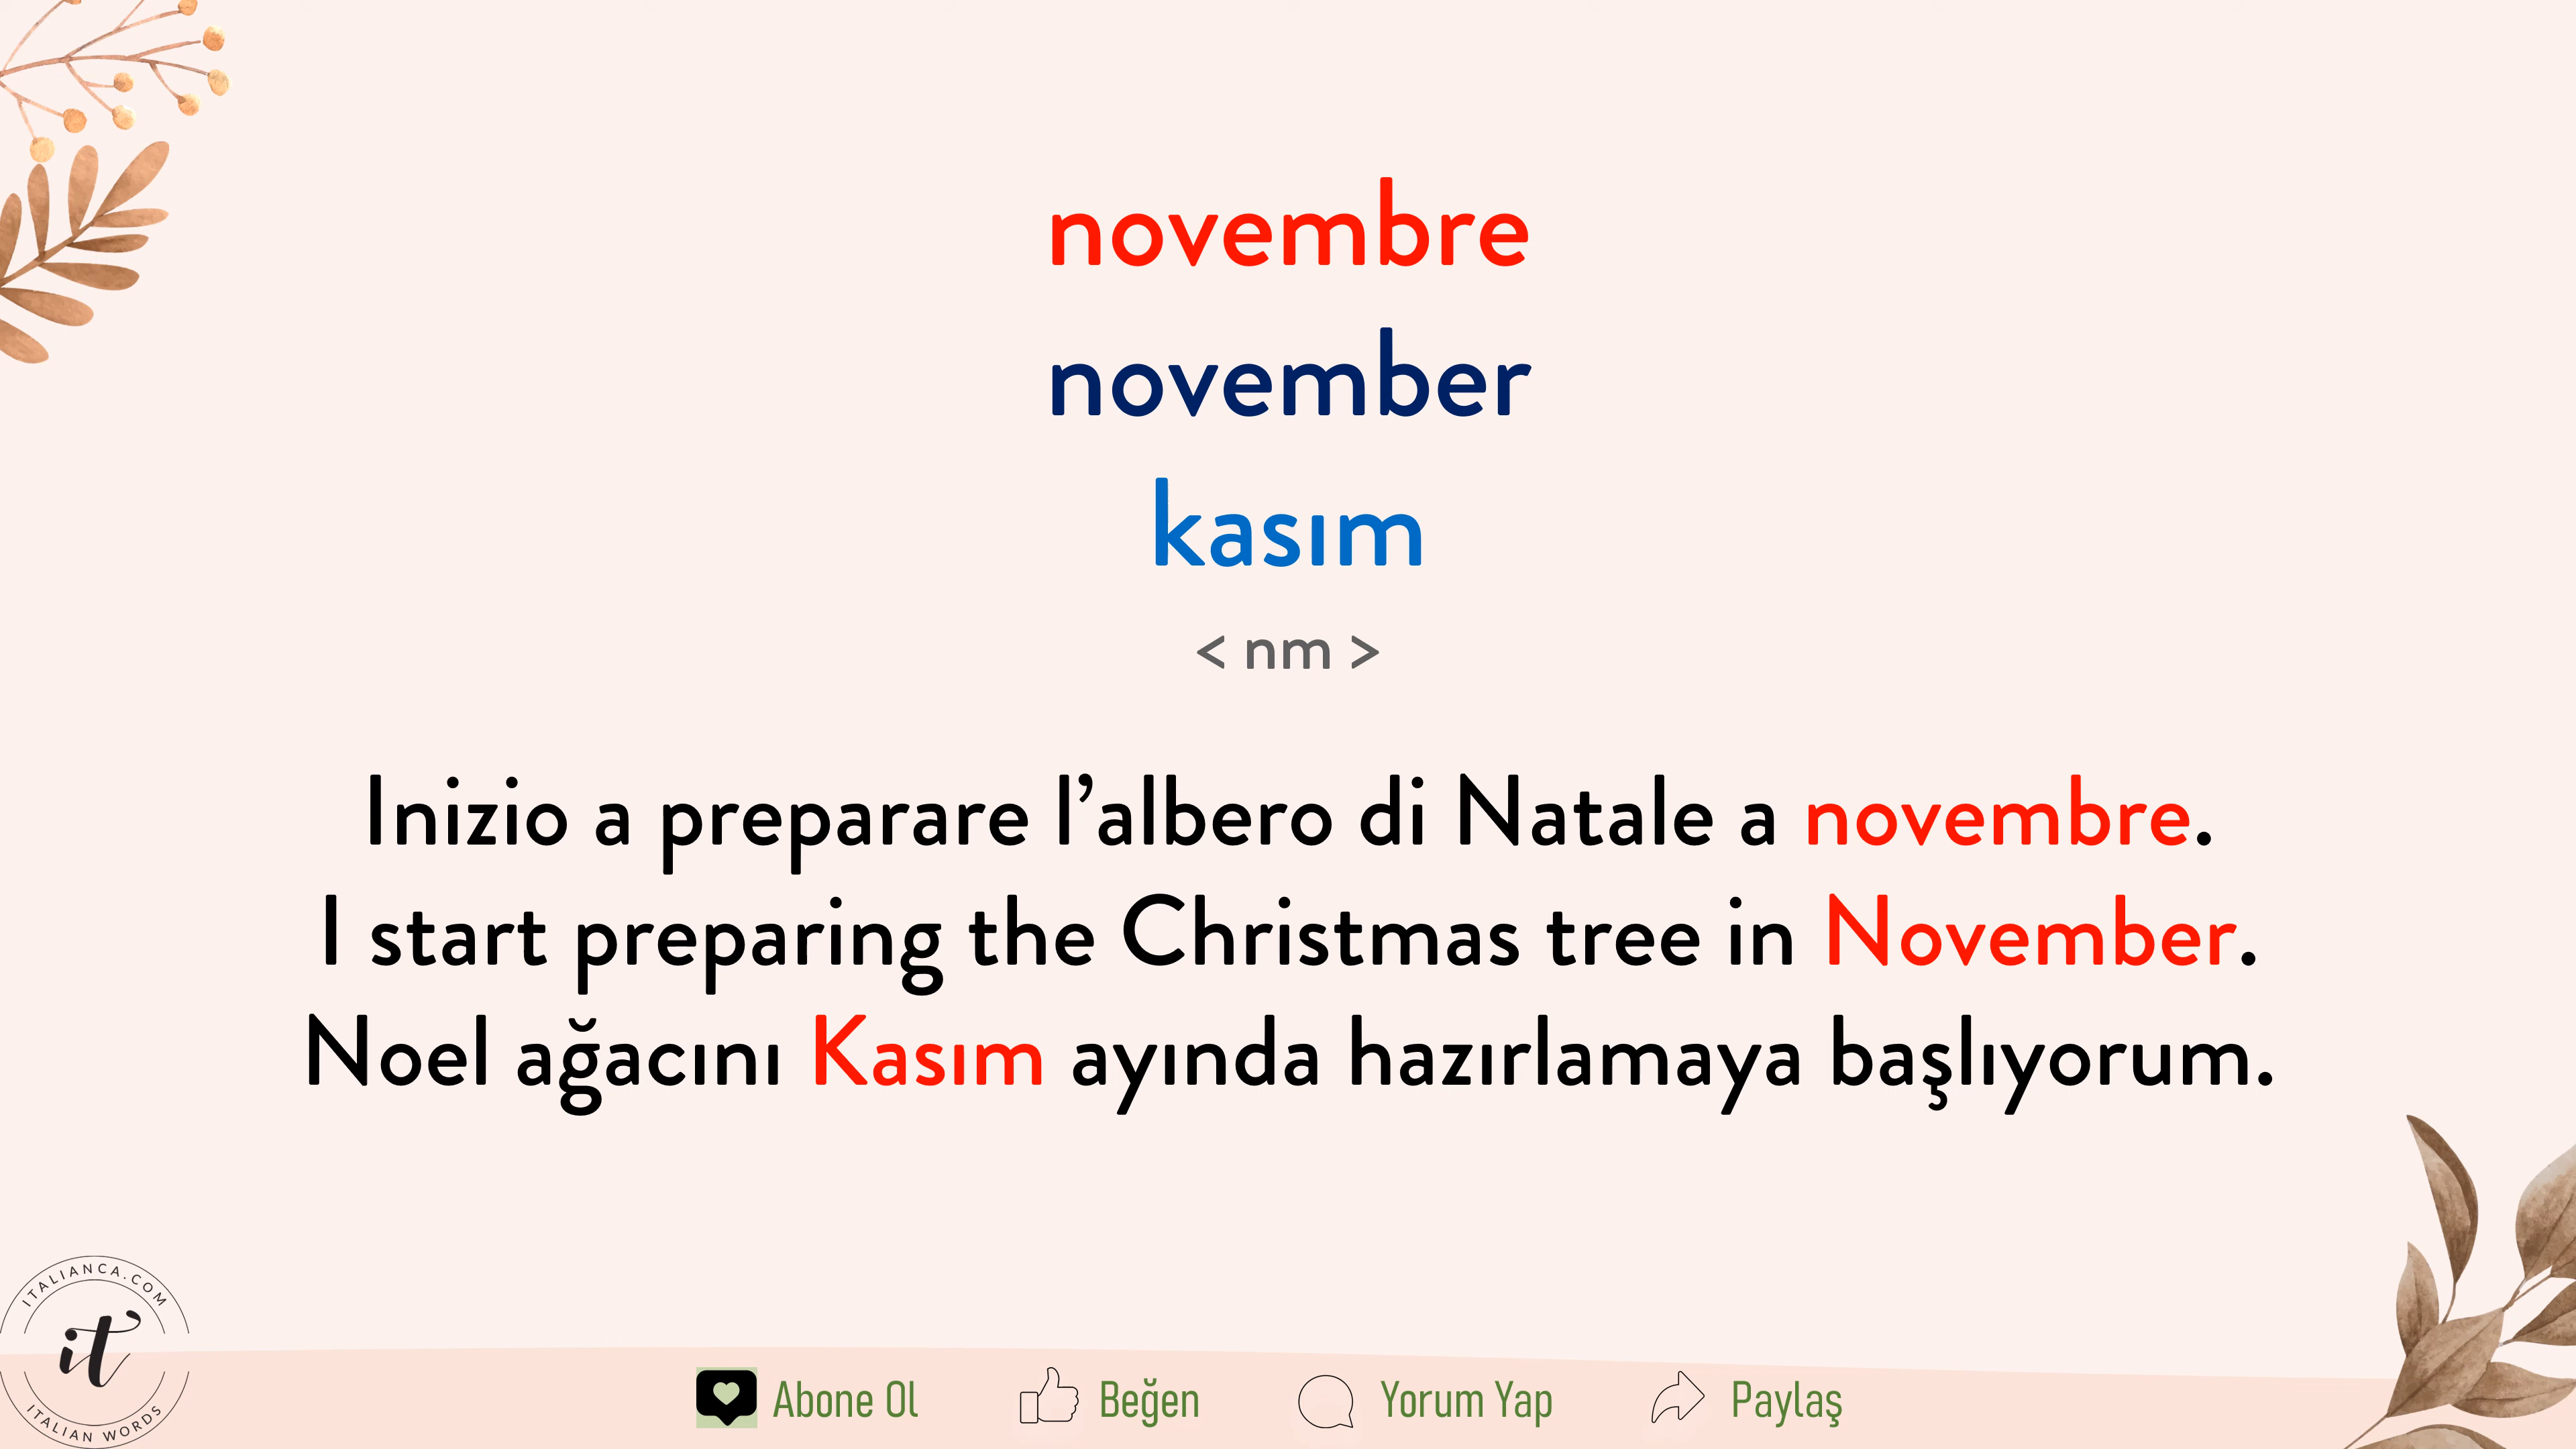 novembre
november
kasım
< nm >
Inizio a preparare l’albero di Natale a novembre.
I start preparing the Christmas tree in November.
Noel ağacını Kasım ayında hazırlamaya başlıyorum.
ITALIANCA.COM
it
ITALIAN WORDS
Abone Ol
Beğen
Yorum Yap
Paylaş